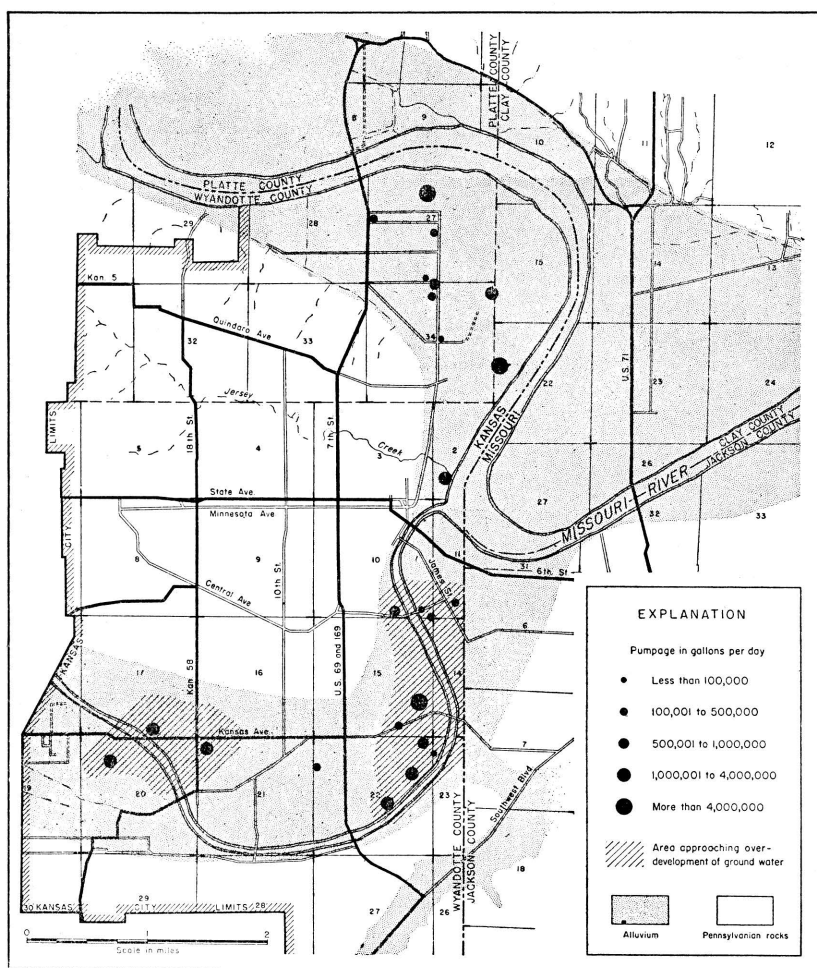 PLATTE COUNTY
CLAY COUNTY
8
9
10
11
12
PLATTE COUNTY
WYANDOTTE COUNTY
29
28
27
15
14
13
Kan. 5
Quindaro Ave
32
33
34
22
23
24
U.S. 71
Jersey
Creek
LIMITS
5
4
3
2
18th St.
7th St.
KANSAS
MISSOURI
26
CLAY COUNTY
JACKSON COUNTY
MISSOURI RIVER
27
32
33
State Ave.
Minnesota Ave
CITY
8
9
10
11
31
6th St.
Central Ave
10th St.
James St.
6
KANSAS
17
16
15
14
Kan. 58
U.S. 69 and 169
Kansas Ave.
7
19
20
21
22
23
Southwest Blvd
WYANDOTTE COUNTY
JACKSON COUNTY
18
30 KANSAS
29
CITY
LIMITS
28
27
26
0
1
2
Scale in miles
EXPLANATION
Pumpage in gallons per day
Less than 100,000
100,001 to 500,000
500,001 to 1,000,000
1,000,001 to 4,000,000
More than 4,000,000
Area approaching over-
development of ground water
Alluvium
Pennsylvanian rocks